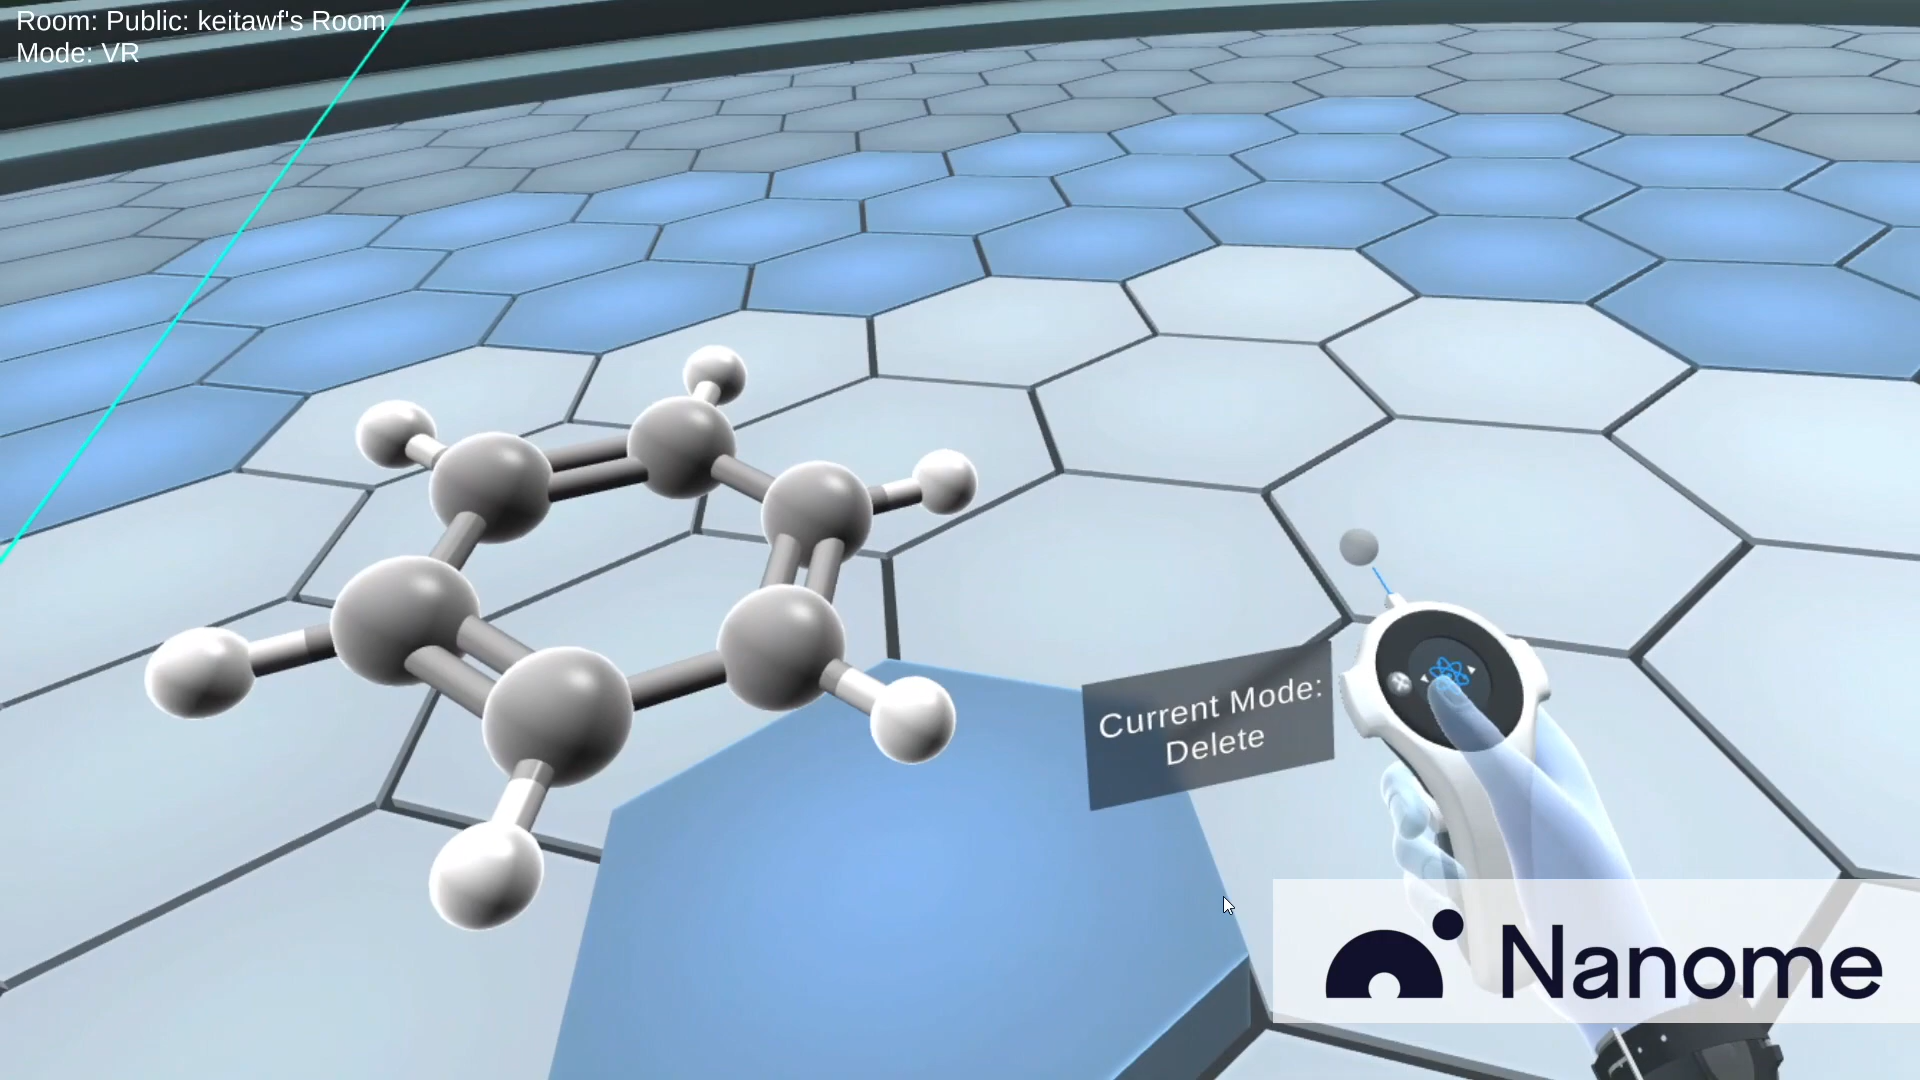 Room: Public: keitawf's Room
Mode: VR
Current Mode:
Delete
Nanome